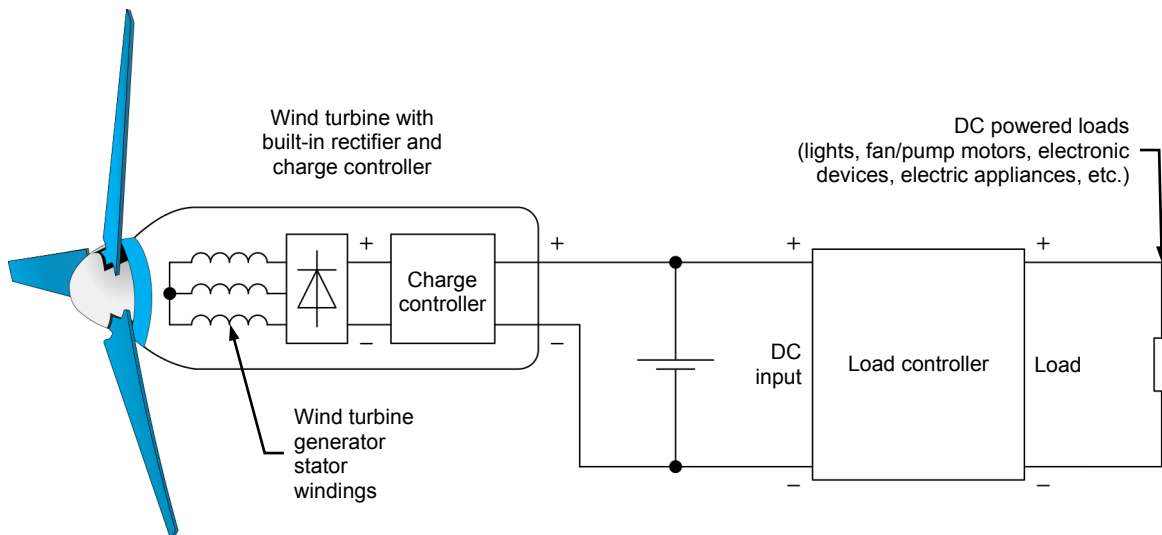 Wind turbine with
built-in rectifier and
charge controller
DC powered loads
(lights, fan/pump motors, electronic
devices, electric appliances, etc.)
+
+
+
+
Charge
controller
–
–
DC
input
Load controller
Load
Wind turbine
generator
stator
windings
–
–